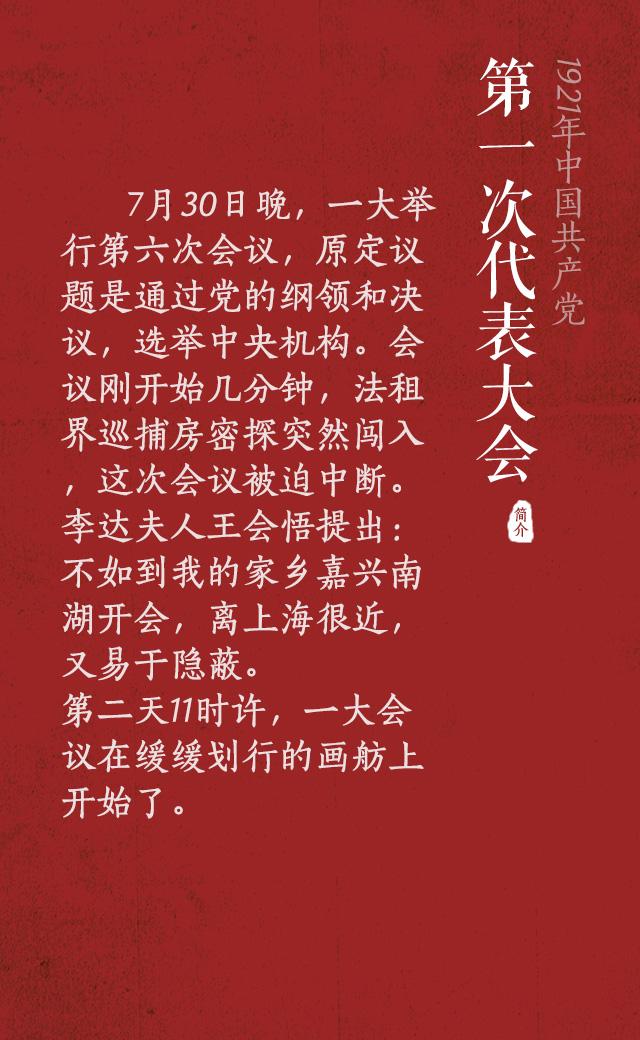 1921年中国共产党
第一次代表大会
简介
7月30日晚，一大举
行第六次会议，原定议
题是通过党的纲领和决
议，选举中央机构。会
议刚开始几分钟，法租
界巡捕房密探突然闯入
，这次会议被迫中断。
李达夫人王会悟提出：
不如到我的家乡嘉兴南
湖开会，离上海很近，
又易于隐蔽。
第二天11时许，一大会
议在缓缓划行的画舫上
开始了。